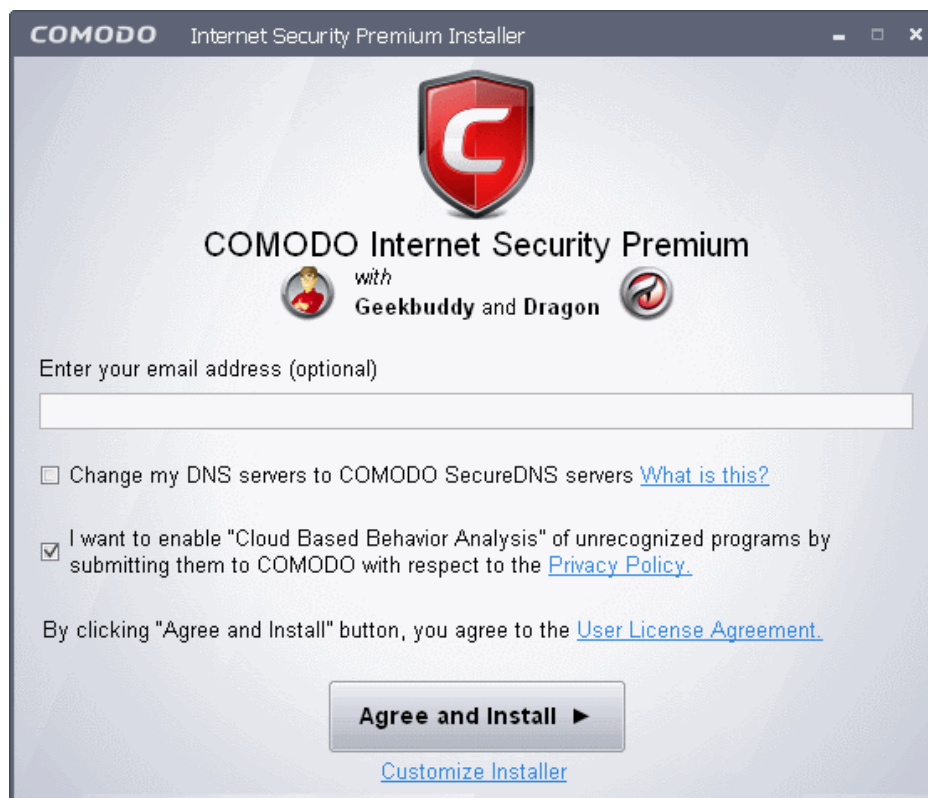 COMODO Internet Security Premium Installer
COMODO Internet Security Premium
with
Geekbuddy and Dragon
Enter your email address (optional)
Change my DNS servers to COMODO SecureDNS servers What is this?
I want to enable "Cloud Based Behavior Analysis" of unrecognized programs by
submitting them to COMODO with respect to the Privacy Policy.
By clicking "Agree and Install" button, you agree to the User License Agreement.
Agree and Install
Customize Installer